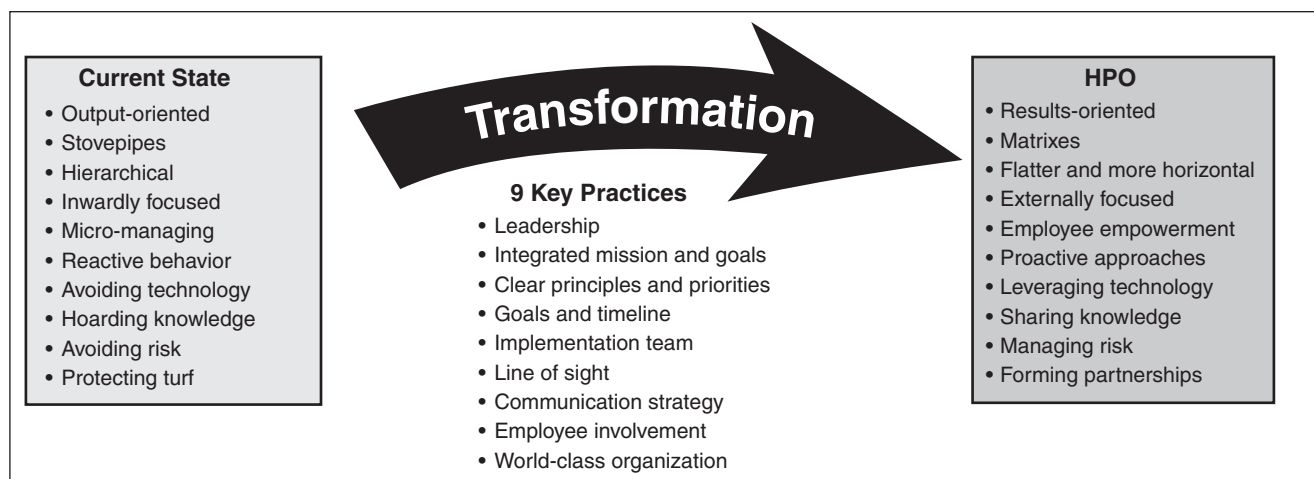 Current State
• Output-oriented
• Stovepipes
• Hierarchical
• Inwardly focused
• Micro-managing
• Reactive behavior
• Avoiding technology
• Hoarding knowledge
• Avoiding risk
• Protecting turf
Transformation
9 Key Practices
• Leadership
• Integrated mission and goals
• Clear principles and priorities
• Goals and timeline
• Implementation team
• Line of sight
• Communication strategy
• Employee involvement
• World-class organization
HPO
• Results-oriented
• Matrixes
• Flatter and more horizontal
• Externally focused
• Employee empowerment
• Proactive approaches
• Leveraging technology
• Sharing knowledge
• Managing risk
• Forming partnerships